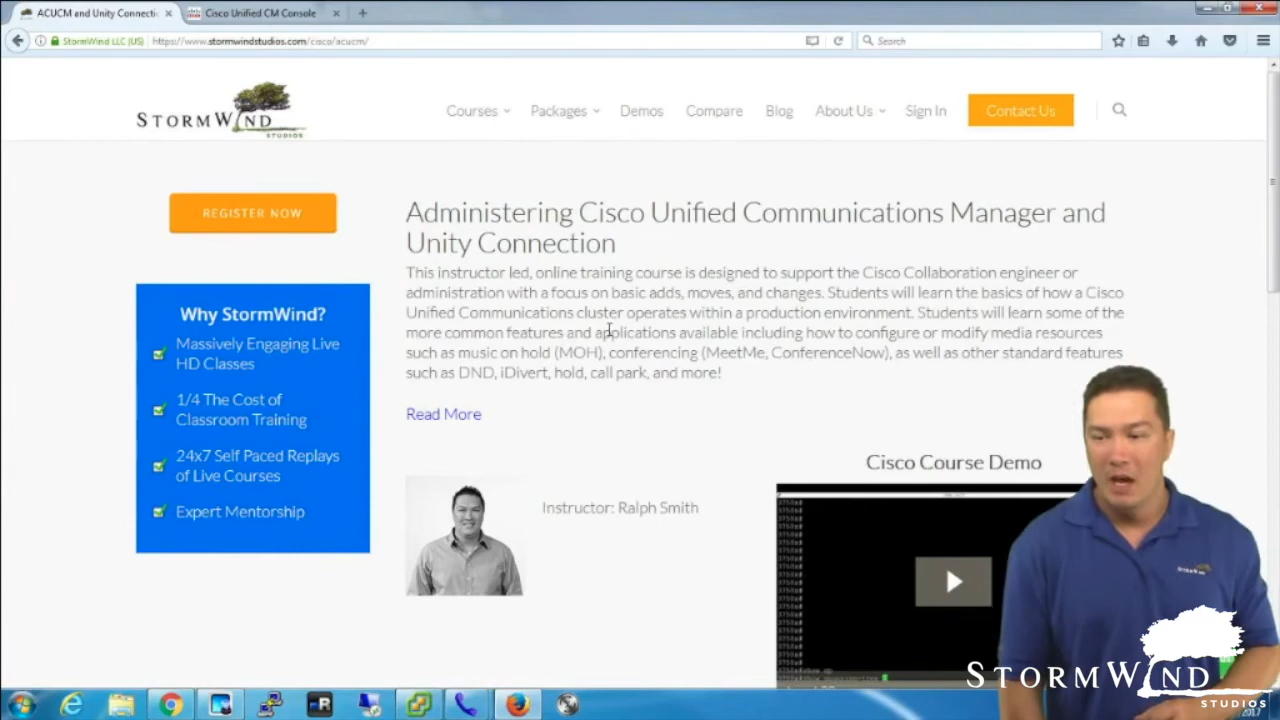 ACUCM and Unity Connecti
Cisco Unified CM Console
StormWind LLC (US)
https://www.stormwindstudios.com/cisco/acucm/
Search
STORMWIND
STUDIOS
Courses
Packages
Demos
Compare
Blog
About Us
Sign In
Contact Us
REGISTER NOW
Why StormWind?
Massively Engaging Live
HD Classes
1/4 The Cost of
Classroom Training
24x7 Self Paced Replays
of Live Courses
Expert Mentorship
Administering Cisco Unified Communications Manager and
Unity Connection
This instructor led, online training course is designed to support the Cisco Collaboration engineer or
administration with a focus on basic adds, moves, and changes. Students will learn the basics of how a Cisco
Unified Communications cluster operates within a production environment. Students will learn some of the
more common features and applications available including how to configure or modify media resources
such as music on hold (MOH), conferencing (MeetMe, ConferenceNow), as well as other standard features
such as DND, iDivert, hold, call park, and more!
Read More
Instructor: Ralph Smith
Cisco Course Demo
STORMWIND
STUDIOS
2017